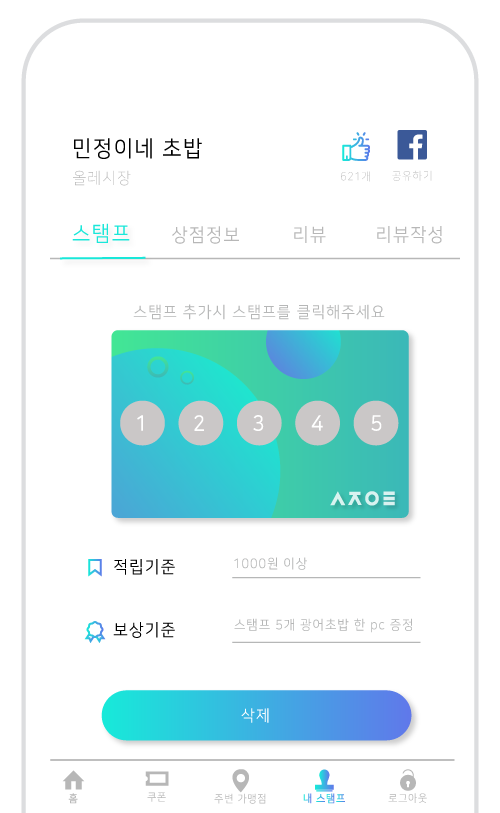 민정이네 초밥
올레시장
621개
공유하기
스탬프
상점정보
리뷰
리뷰작성
스탬프 추가시 스탬프를 클릭해주세요
1 2 3 4 5
적립기준
1000원 이상
보상기준
스탬프 5개 광어초밥 한 pc 증정
삭제
홈
쿠폰
주변 가맹점
내 스탬프
로그아웃